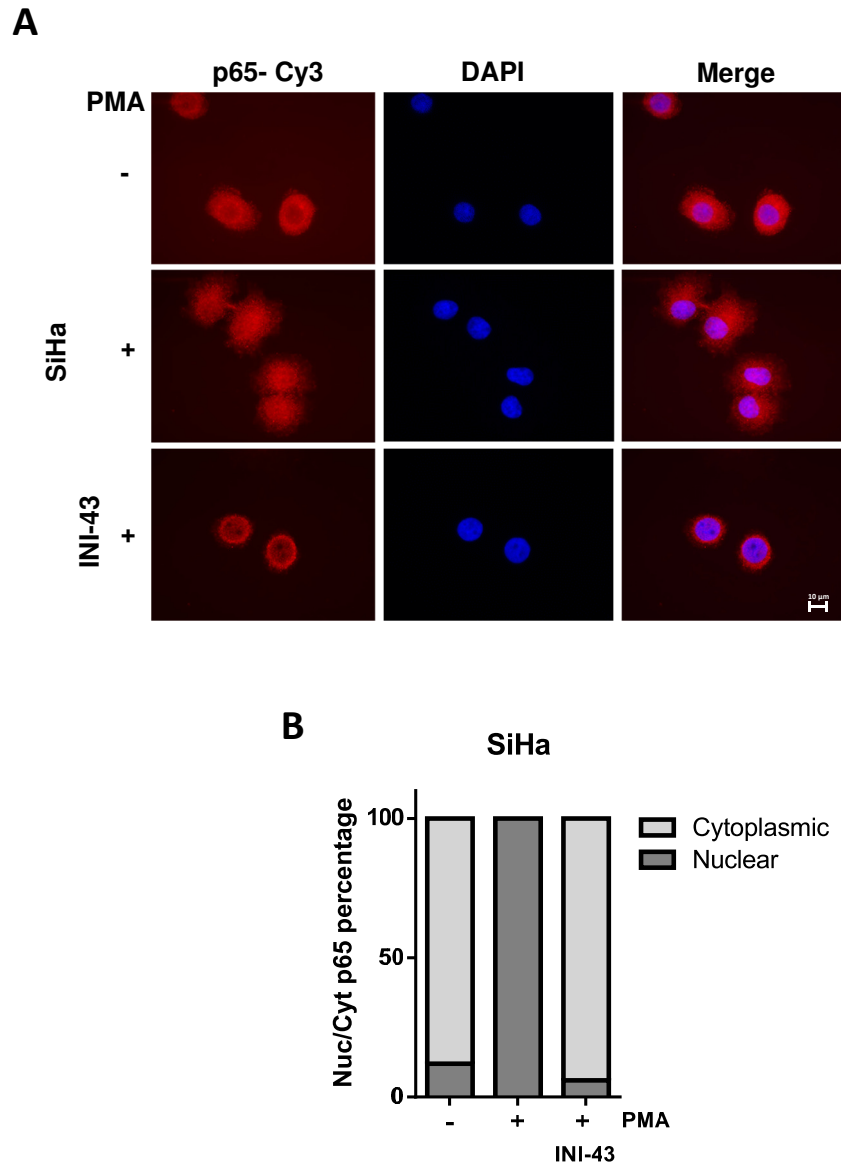 A
p65- Cy3 DAPI Merge
PMA
-
SiHa +
INI-43 +
10 µm
B
SiHa
Nuc/Cyt p65 percentage
100
50
0
Cytoplasmic
Nuclear
- + + PMA
INI-43